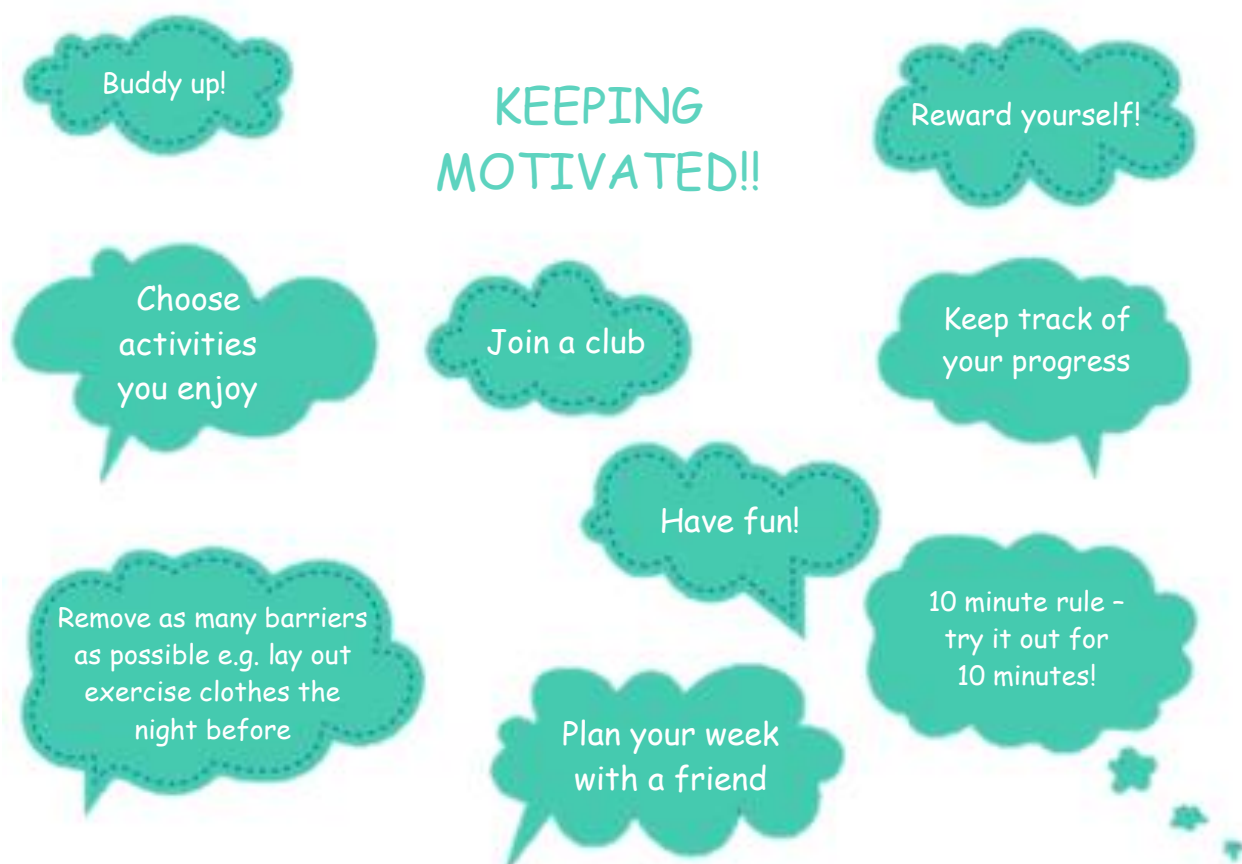 Buddy up!
KEEPING
MOTIVATED!!
Reward yourself!
Choose
activities
you enjoy
Join a club
Keep track of
your progress
Have fun!
Remove as many barriers
as possible e.g. lay out
exercise clothes the
night before
10 minute rule –
try it out for
10 minutes!
Plan your week
with a friend